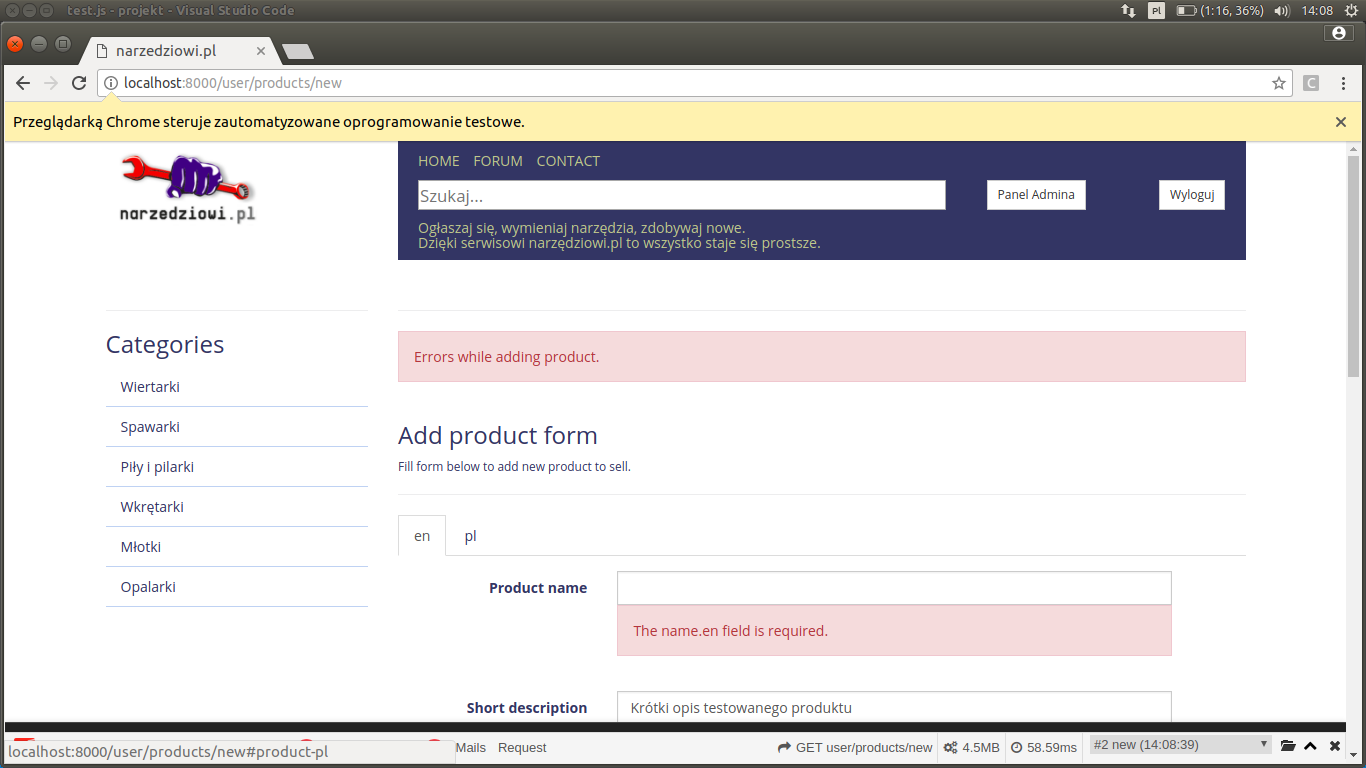 test.js - projekt - Visual Studio Code
Pl
(1:16, 36%)
14:08
narzedziowi.pl
localhost:8000/user/products/new
C
Przeglądarką Chrome steruje zautomatyzowane oprogramowanie testowe.
narzedziowi.pl
HOME FORUM CONTACT
Szukaj...
Panel Admina
Wyloguj
Ogłaszaj się, wymieniaj narzędzia, zdobywaj nowe.
Dzięki serwisowi narzędziowi.pl to wszystko staje się prostsze.
Categories
Wiertarki
Spawarki
Piły i pilarki
Wkrętarki
Młotki
Opalarki
Errors while adding product.
Add product form
Fill form below to add new product to sell.
en pl
Product name
The name.en field is required.
Short description
Krótki opis testowanego produktu
localhost:8000/user/products/new#product-pl
Mails Request
GET user/products/new
4.5MB
58.59ms
#2 new (14:08:39)